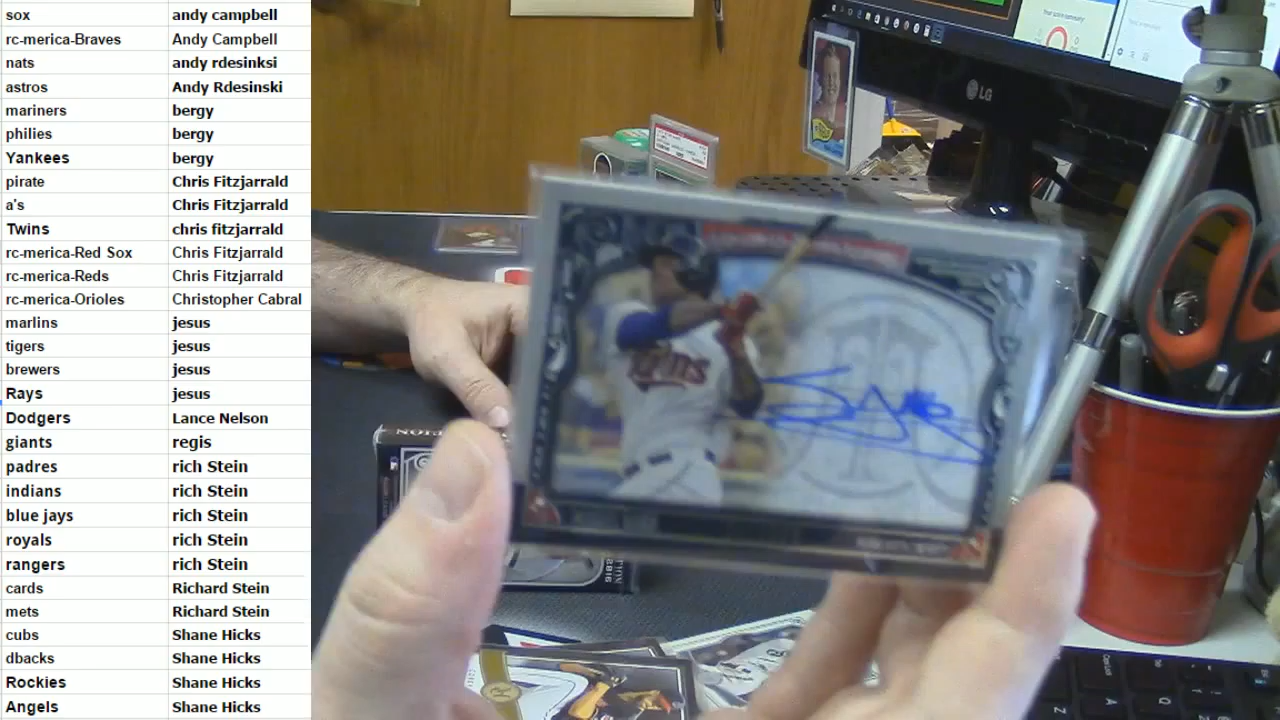 sox andy campbell
rc-merica-Braves Andy Campbell
nats andy rdesinksi
astros Andy Rdesinski
mariners bergy
philies bergy
Yankees bergy
pirate Chris Fitzjarrald
a's Chris Fitzjarrald
Twins chris fitzjarrald
rc-merica-Red Sox Chris Fitzjarrald
rc-merica-Reds Chris Fitzjarrald
rc-merica-Orioles Christopher Cabral
marlins jesus
tigers jesus
brewers jesus
Rays jesus
Dodgers Lance Nelson
giants regis
padres rich Stein
indians rich Stein
blue jays rich Stein
royals rich Stein
rangers rich Stein
cards Richard Stein
mets Richard Stein
cubs Shane Hicks
dbacks Shane Hicks
Rockies Shane Hicks
Angels Shane Hicks
LG
Twins